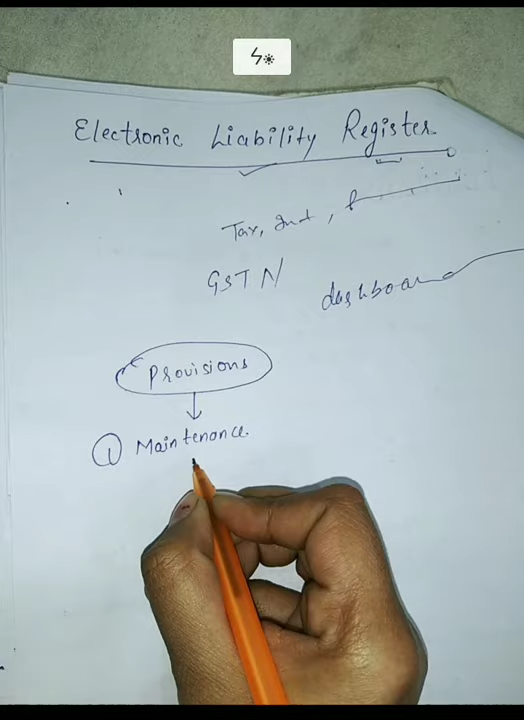 Electronic Liability Register
Tax, Int,
GSTN
dashboard
Provisions
① Maintenance.